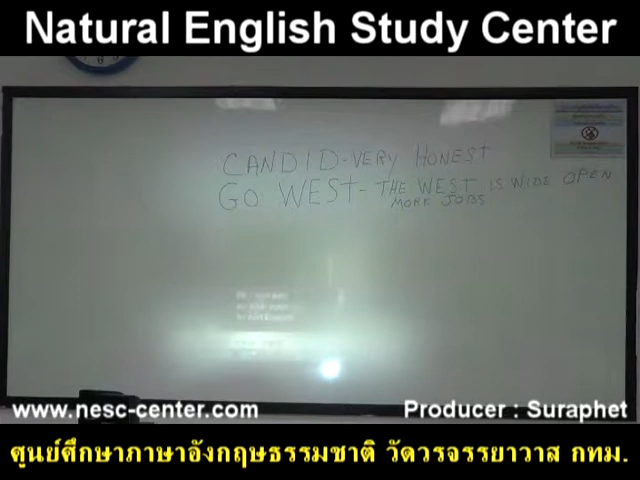 Natural English Study Center
CANDID-VERY HONEST
GO WEST-THE WEST IS WIDE OPEN
MORE JOBS
www.nesc-center.com
Producer : Suraphet
ศูนย์ศึกษาภาษาอังกฤษธรรมชาติ วัดวรจรรยาวาส กทม.